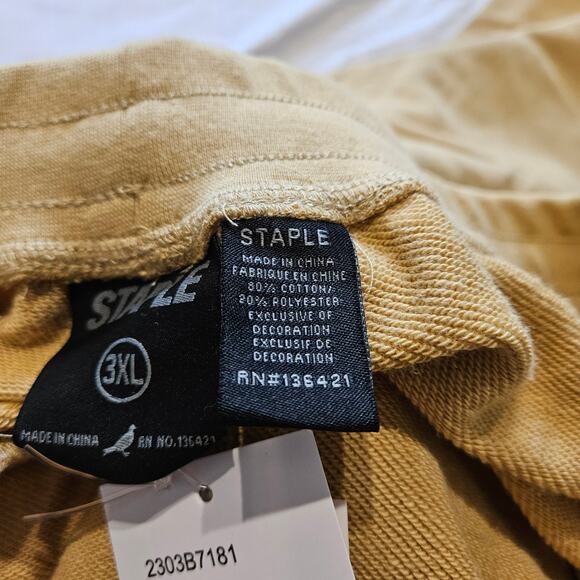 STAPLE
MADE IN CHINA
FABRIQUE EN CHINE
80% COTTON/
20% POLYESTER
EXCLUSIVE OF
DECORATION
EXCLUSIF DE
DECORATION
RN#136421
STAPLE
3XL
MADE IN CHINA
RN NO. 136421
2303B7181